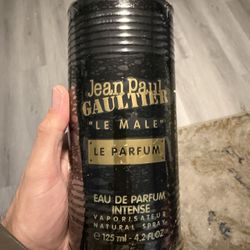 Jean Paul
GAULTIER
"LE MALE"
LE PARFUM
EAU DE PARFUM
INTENSE
VAPORISATEUR
NATURAL SPRAY
℮ 125 ml - 4.2 FL.OZ